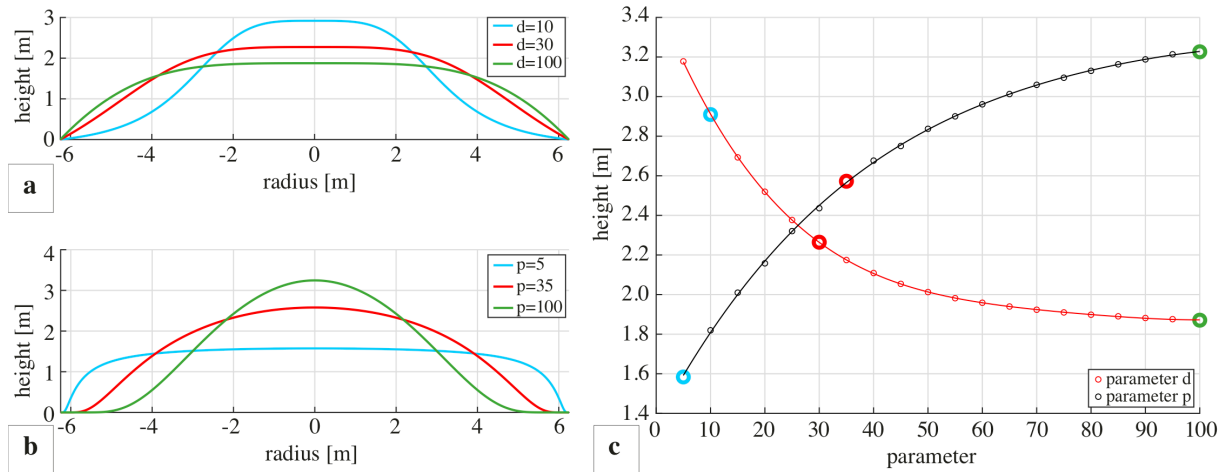 3
2
1
0
height [m]
d=10
d=30
d=100
-6 -4 -2 0 2 4 6
radius [m]
a
4
3
2
1
0
height [m]
p=5
p=35
p=100
-6 -4 -2 0 2 4 6
radius [m]
b
3.4
3.2
3.0
2.8
2.6
2.4
2.2
2.0
1.8
1.6
1.4
height [m]
parameter d
parameter p
0 10 20 30 40 50 60 70 80 90 100
parameter
c